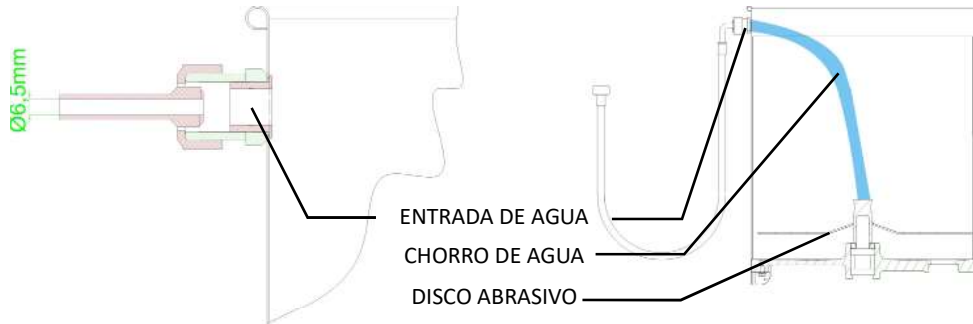 Ø6,5mm
ENTRADA DE AGUA
CHORRO DE AGUA
DISCO ABRASIVO